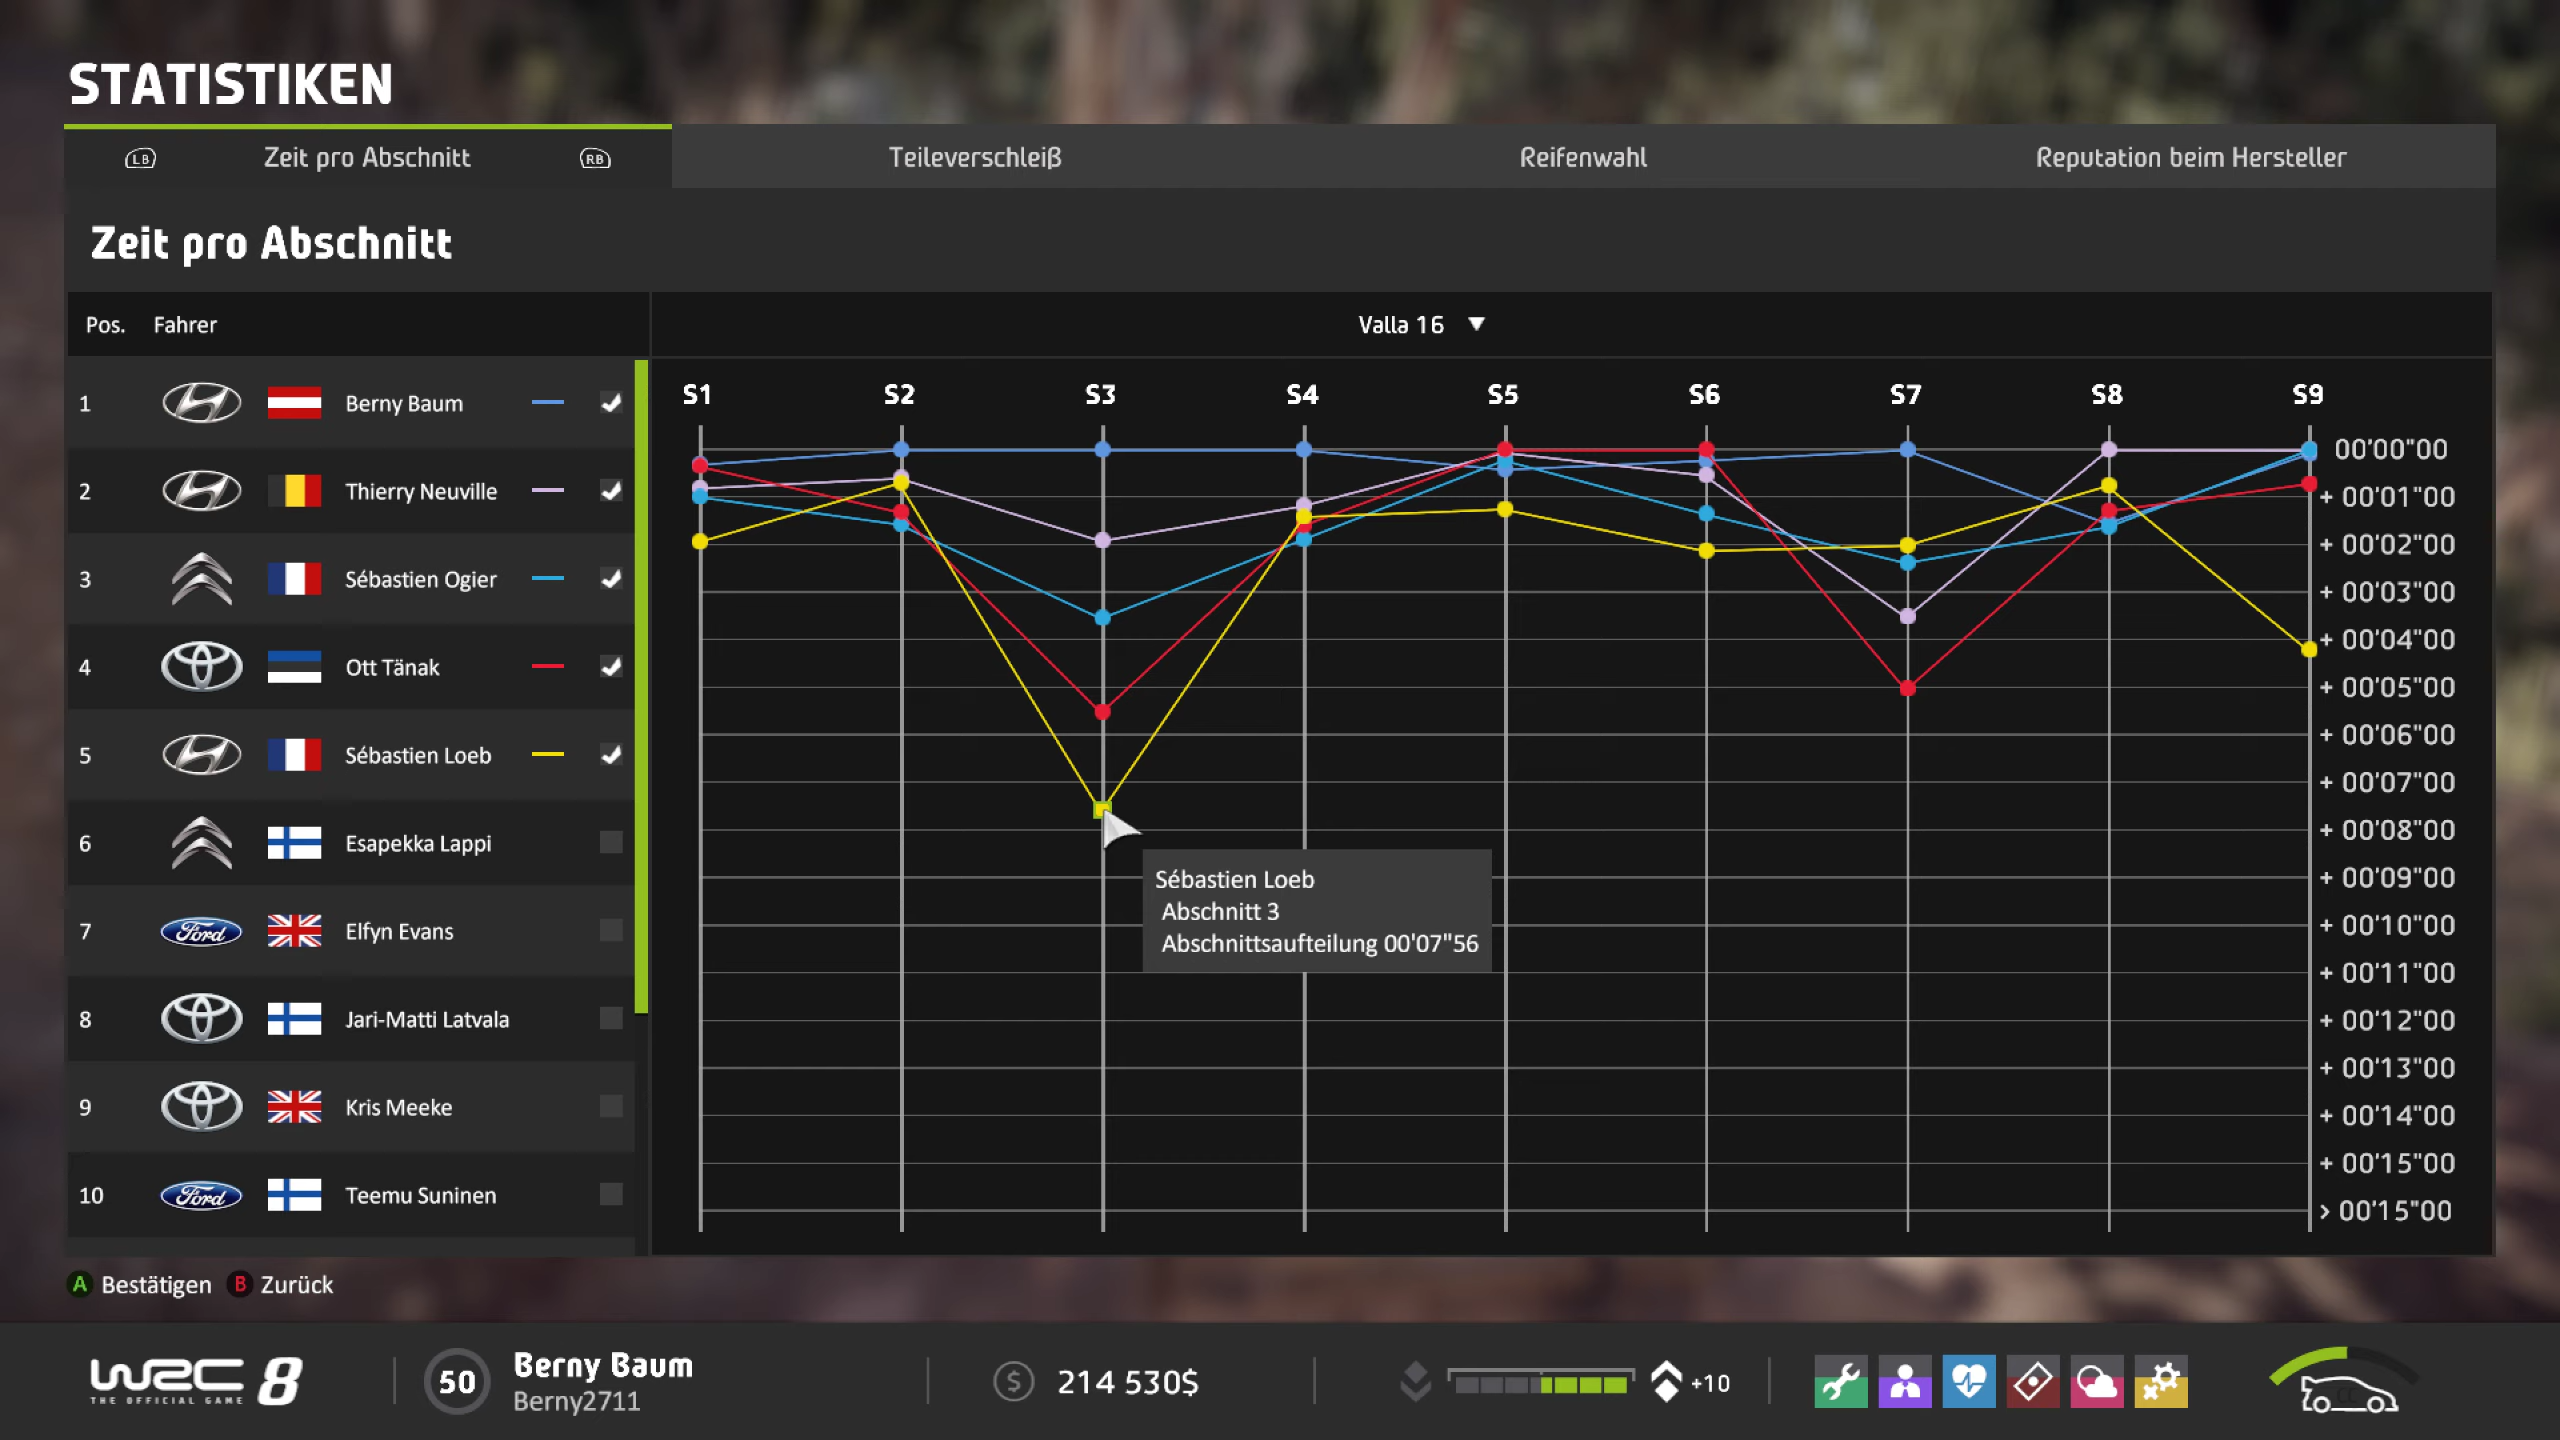 STATISTIKEN
LB Zeit pro Abschnitt RB Teileverschleiß Reifenwahl Reputation beim Hersteller
Zeit pro Abschnitt
Pos. Fahrer Valla 16
S1 S2 S3 S4 S5 S6 S7 S8 S9
1 Berny Baum
2 Thierry Neuville
3 Sébastien Ogier
4 Ott Tänak
5 Sébastien Loeb
6 Esapekka Lappi
7 Ford Elfyn Evans
8 Jari-Matti Latvala
9 Kris Meeke
10 Ford Teemu Suninen
00'00"00
+ 00'01"00
+ 00'02"00
+ 00'03"00
+ 00'04"00
+ 00'05"00
+ 00'06"00
+ 00'07"00
+ 00'08"00
+ 00'09"00
+ 00'10"00
+ 00'11"00
+ 00'12"00
+ 00'13"00
+ 00'14"00
+ 00'15"00
> 00'15"00
Sébastien Loeb
Abschnitt 3
Abschnittsaufteilung 00'07"56
A Bestätigen B Zurück
WRC 8
THE OFFICIAL GAME
50 Berny Baum
Berny2711
$ 214 530$
+10